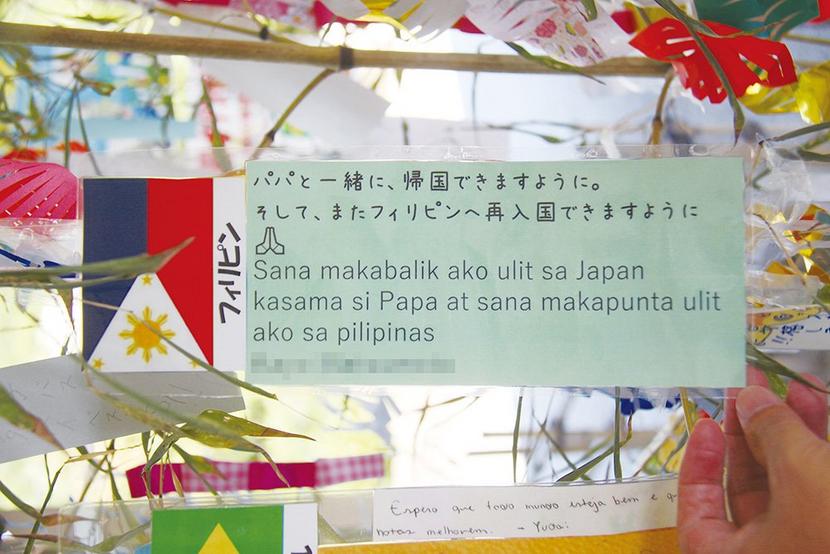 パパと一緒に、帰国できますように。
そして、またフィリピンへ再入国できますように
フィリピン
Sana makabalik ako ulit sa Japan
kasama si Papa at sana makapunta ulit
ako sa pilipinas
Espero que todo mundo esteja bem e q
notas melhorem. - Yudi: